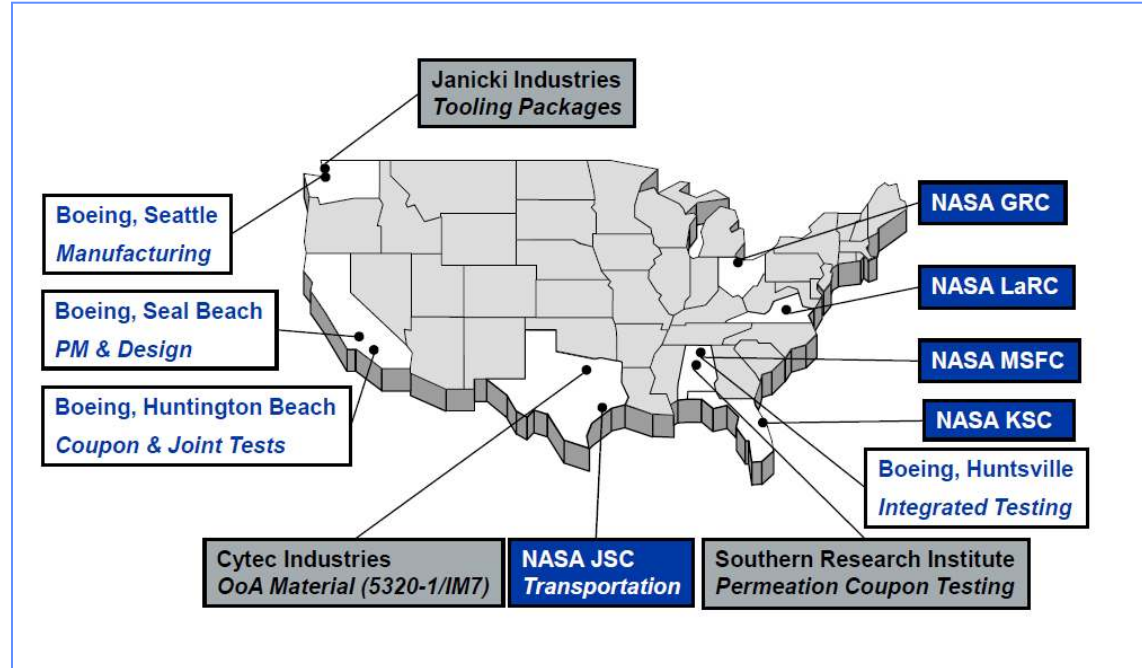 Janicki Industries
Tooling Packages
Boeing, Seattle
Manufacturing
Boeing, Seal Beach
PM & Design
Boeing, Huntington Beach
Coupon & Joint Tests
NASA GRC
NASA LaRC
NASA MSFC
NASA KSC
Boeing, Huntsville
Integrated Testing
Cytec Industries
OoA Material (5320-1/IM7)
NASA JSC
Transportation
Southern Research Institute
Permeation Coupon Testing